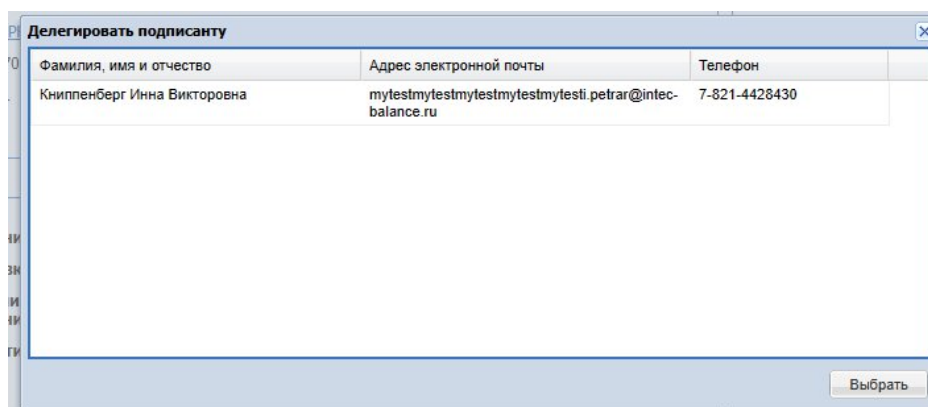 Делегировать подписанту
Фамилия, имя и отчество Адрес электронной почты Телефон
Книппенберг Инна Викторовна mytestmytestmytestmytestmytesti.petrar@intec- 7-821-4428430
balance.ru
Выбрать